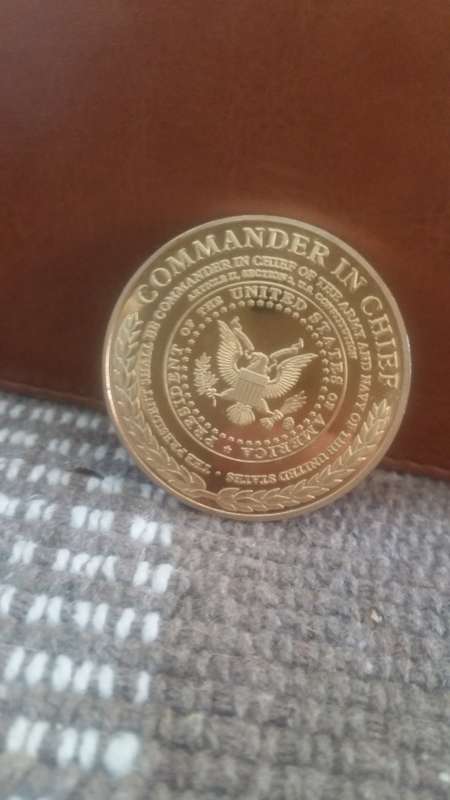 COMMANDER IN CHIEF
THE PRESIDENT SHALL BE COMMANDER IN CHIEF OF THE ARMY AND NAVY OF THE UNITED STATES
ARTICLE II, SECTION 2, U.S. CONSTITUTION
PRESIDENT OF THE UNITED STATES OF AMERICA